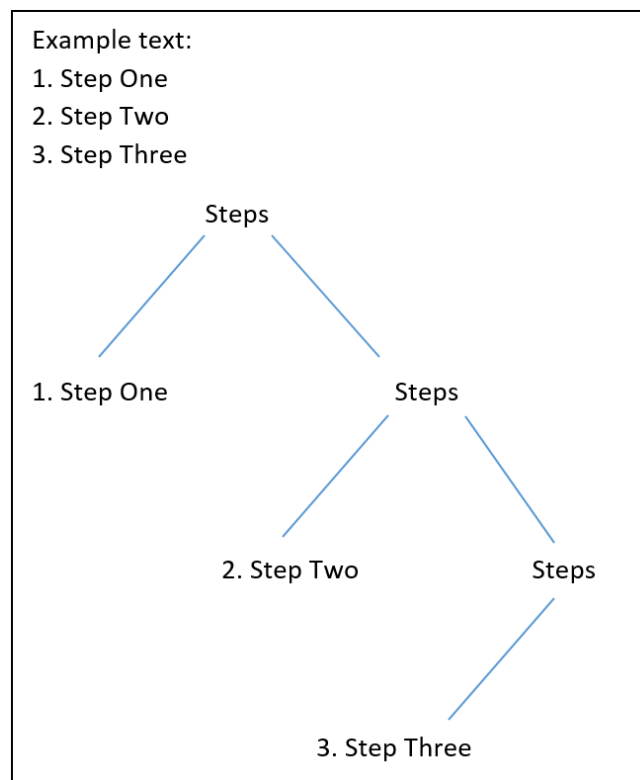 Example text:
1. Step One
2. Step Two
3. Step Three
Steps
1. Step One
Steps
2. Step Two
Steps
3. Step Three